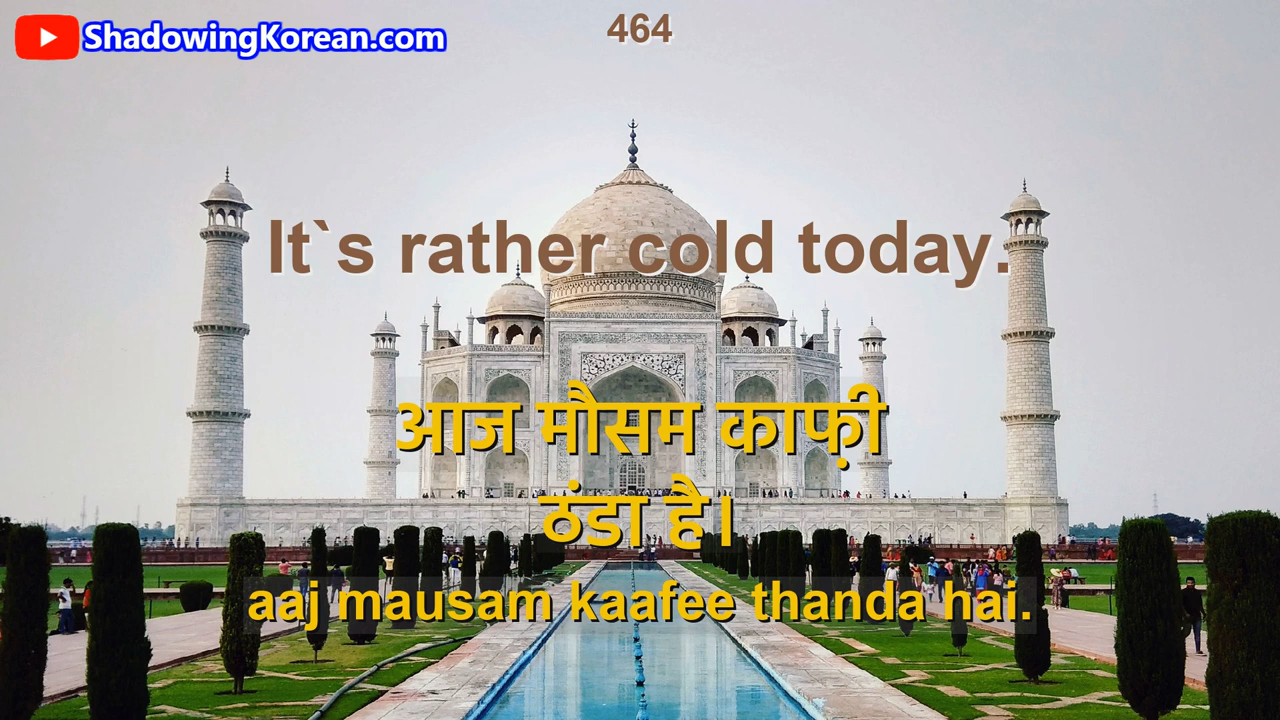 ShadowingKorean.com
464
It`s rather cold today.
आज मौसम काफ़ी
ठंडा है।
aaj mausam kaafee thanda hai.